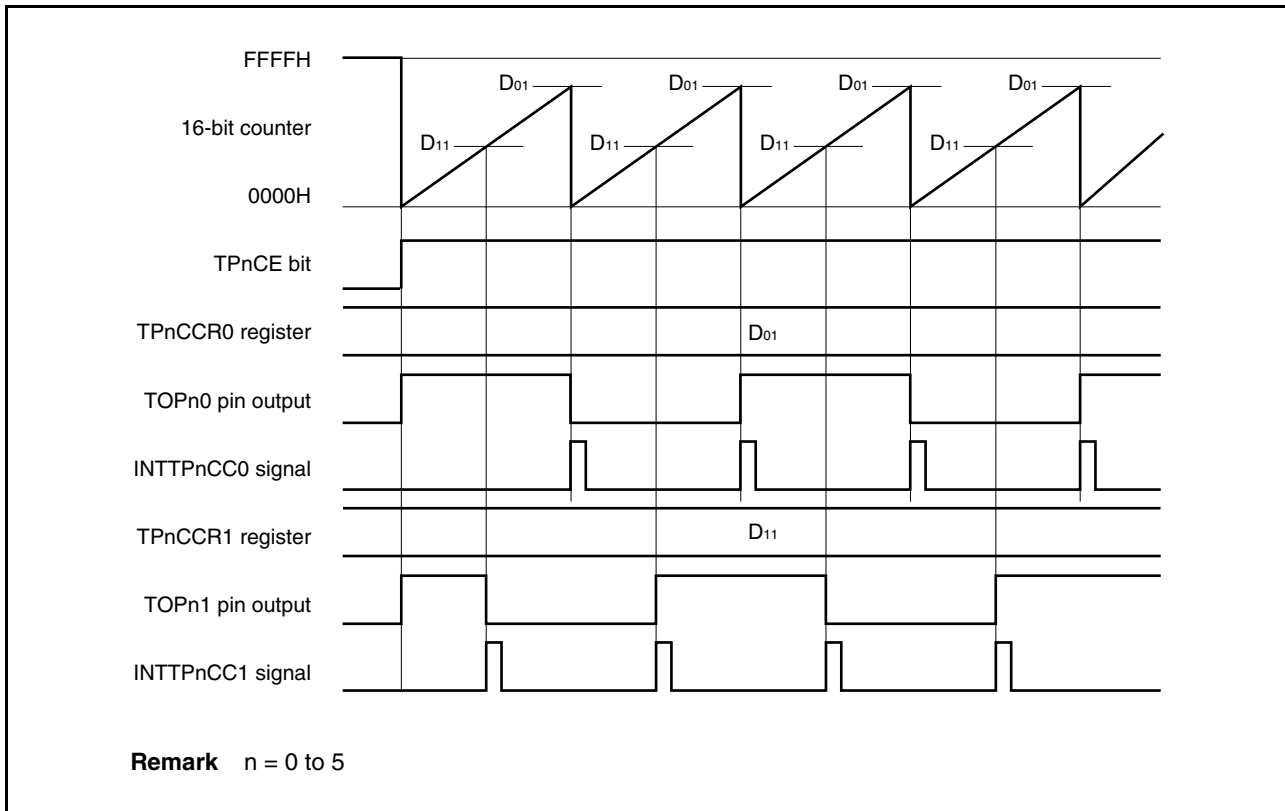 FFFFH
D01 D01 D01 D01
16-bit counter
D11 D11 D11 D11
0000H
TPnCE bit
TPnCCR0 register
D01
TOPn0 pin output
INTTPnCC0 signal
TPnCCR1 register
D11
TOPn1 pin output
INTTPnCC1 signal
Remark n = 0 to 5